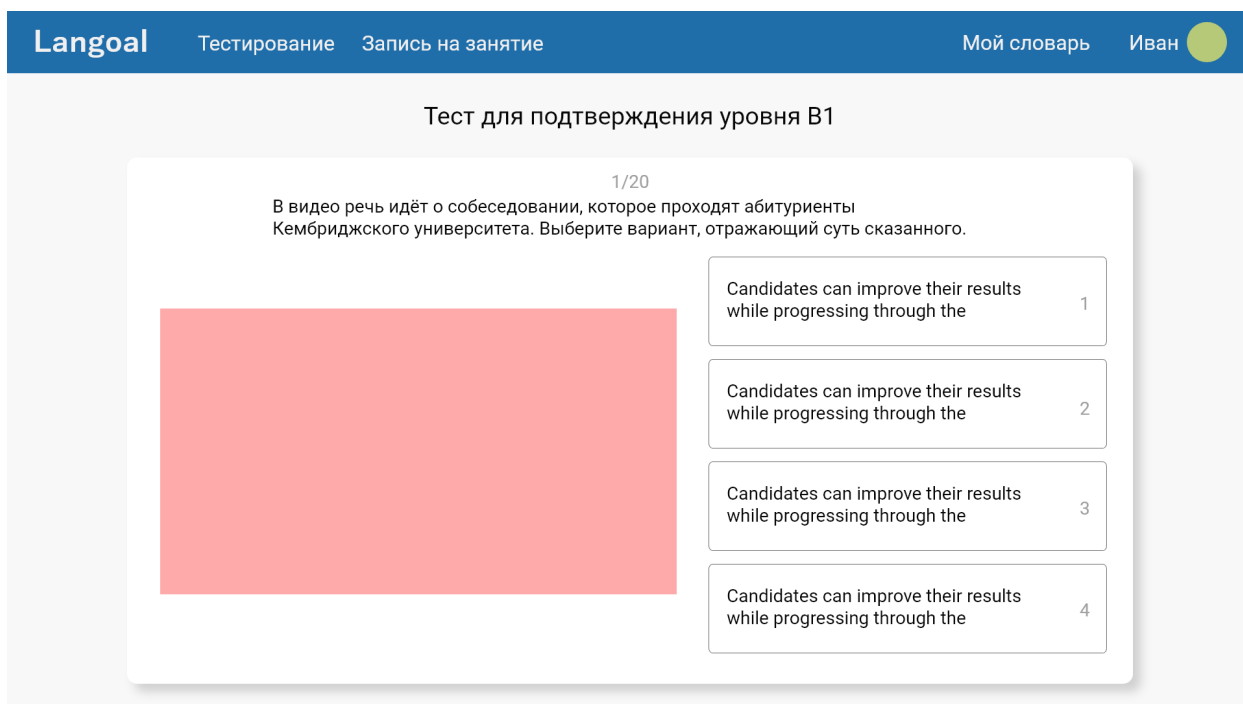 Langoal Тестирование Запись на занятие Мой словарь Иван
Тест для подтверждения уровня B1
1/20
В видео речь идёт о собеседовании, которое проходят абитуриенты
Кембриджского университета. Выберите вариант, отражающий суть сказанного.
Candidates can improve their results
while progressing through the
1
Candidates can improve their results
while progressing through the
2
Candidates can improve their results
while progressing through the
3
Candidates can improve their results
while progressing through the
4